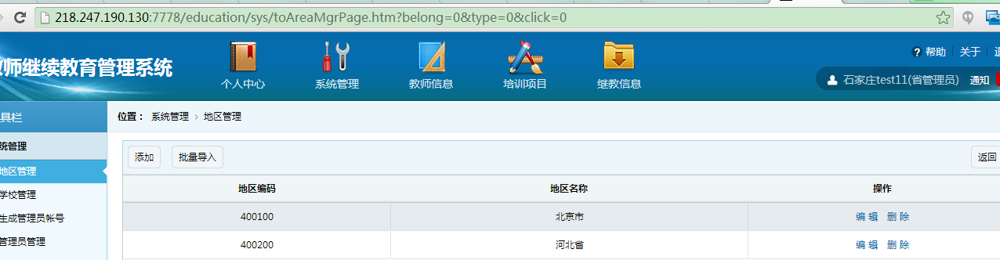 218.247.190.130:7778/education/sys/toAreaMgrPage.htm?belong=0&type=0&click=0
师继续教育管理系统
个人中心 系统管理 教师信息 培训项目 继教信息
帮助 关于
石家庄test11(省管理员) 通知
具栏
位置： 系统管理 > 地区管理
统管理
添加 批量导入 返回
地区管理
地区编码 地区名称 操作
学校管理
400100 北京市 编辑 删除
生成管理员帐号
400200 河北省 编辑 删除
管理员管理